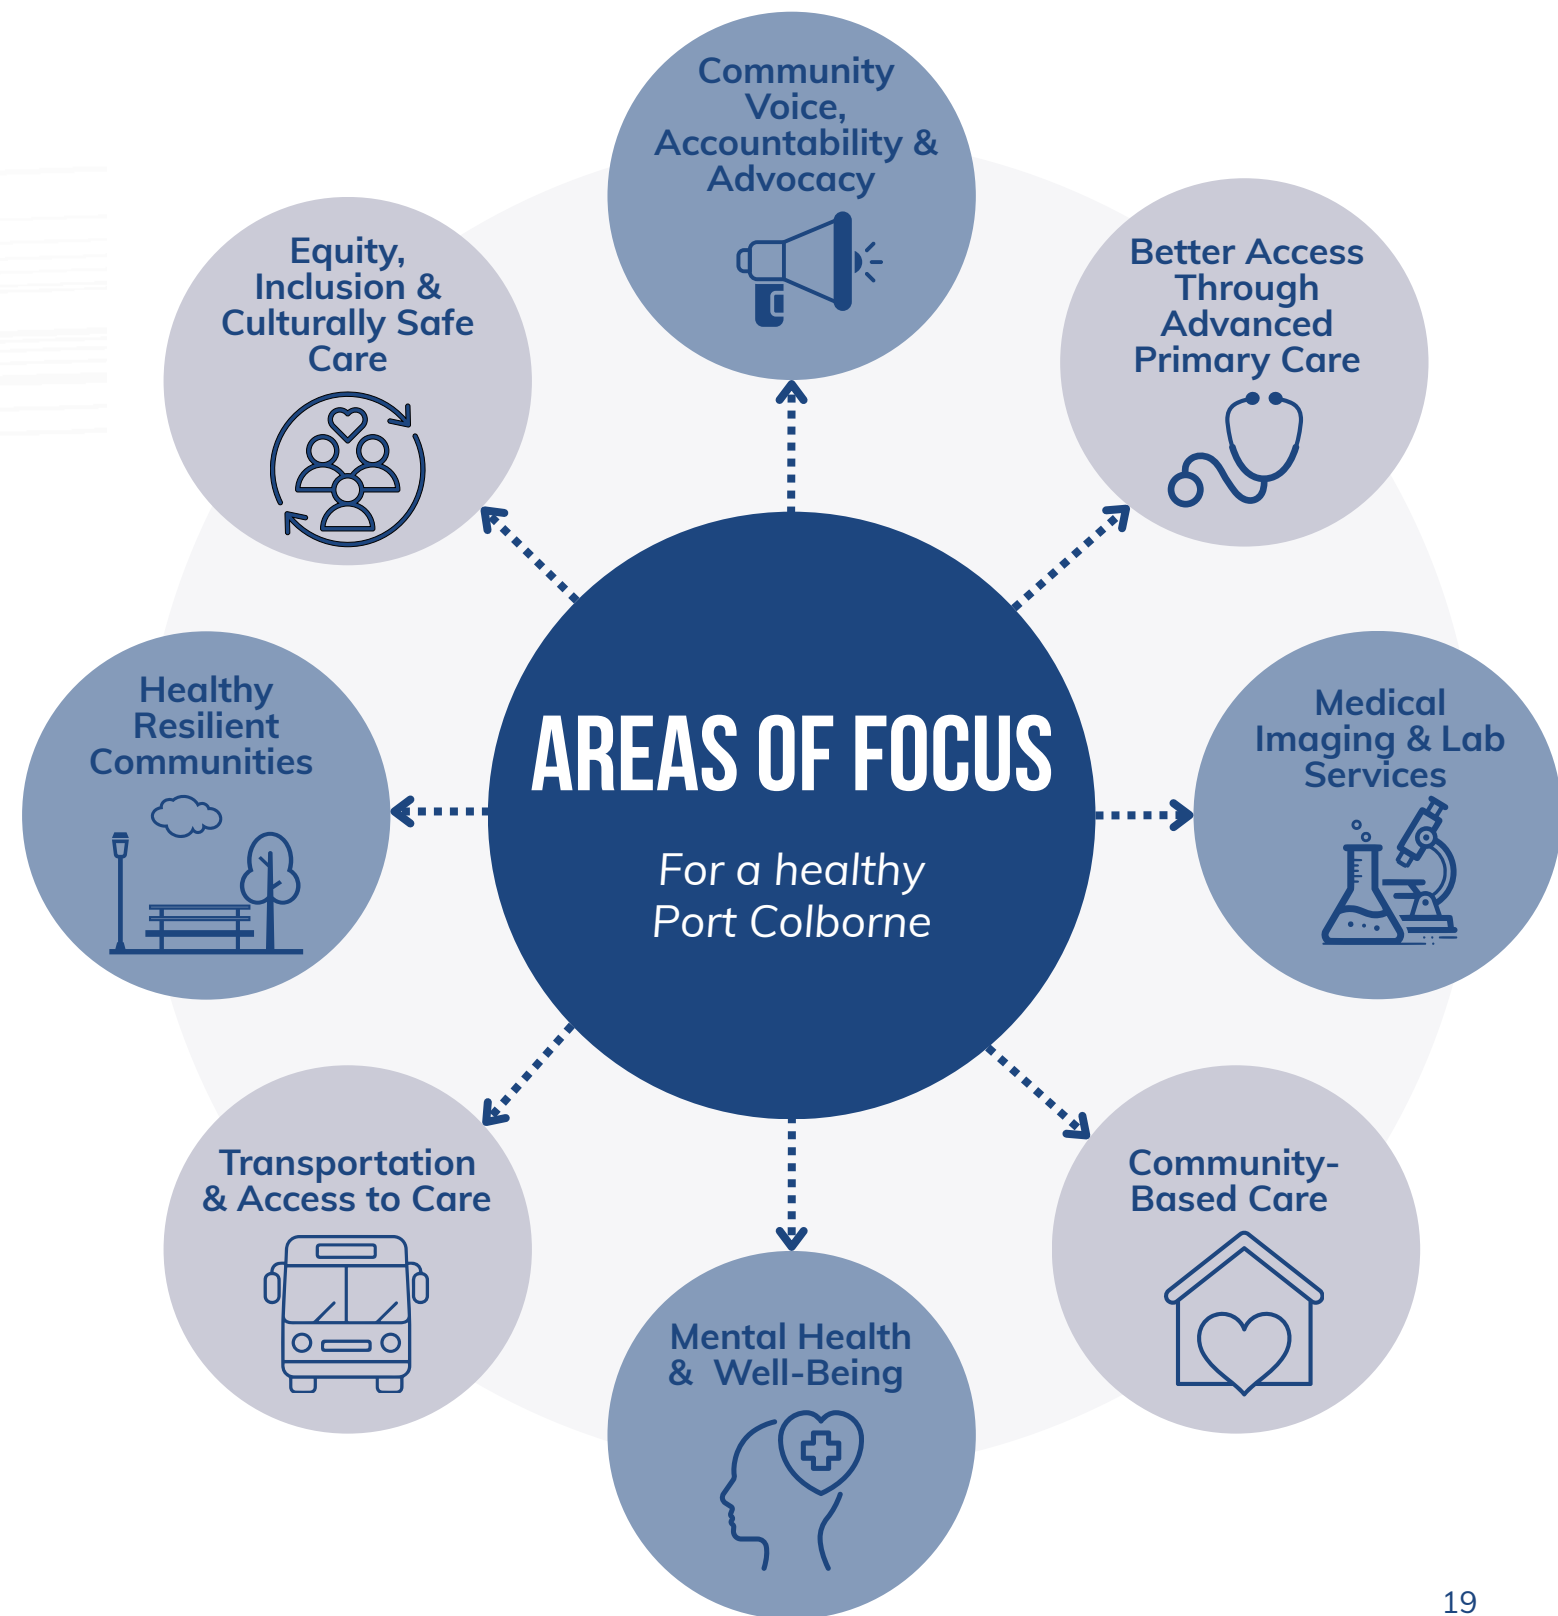 Community
Voice,
Accountability &
Advocacy
Better Access
Through
Advanced
Primary Care
Medical
Imaging & Lab
Services
Community-
Based Care
Mental Health
& Well-Being
Transportation
& Access to Care
Healthy
Resilient
Communities
Equity,
Inclusion &
Culturally Safe
Care
AREAS OF FOCUS
For a healthy
Port Colborne
19